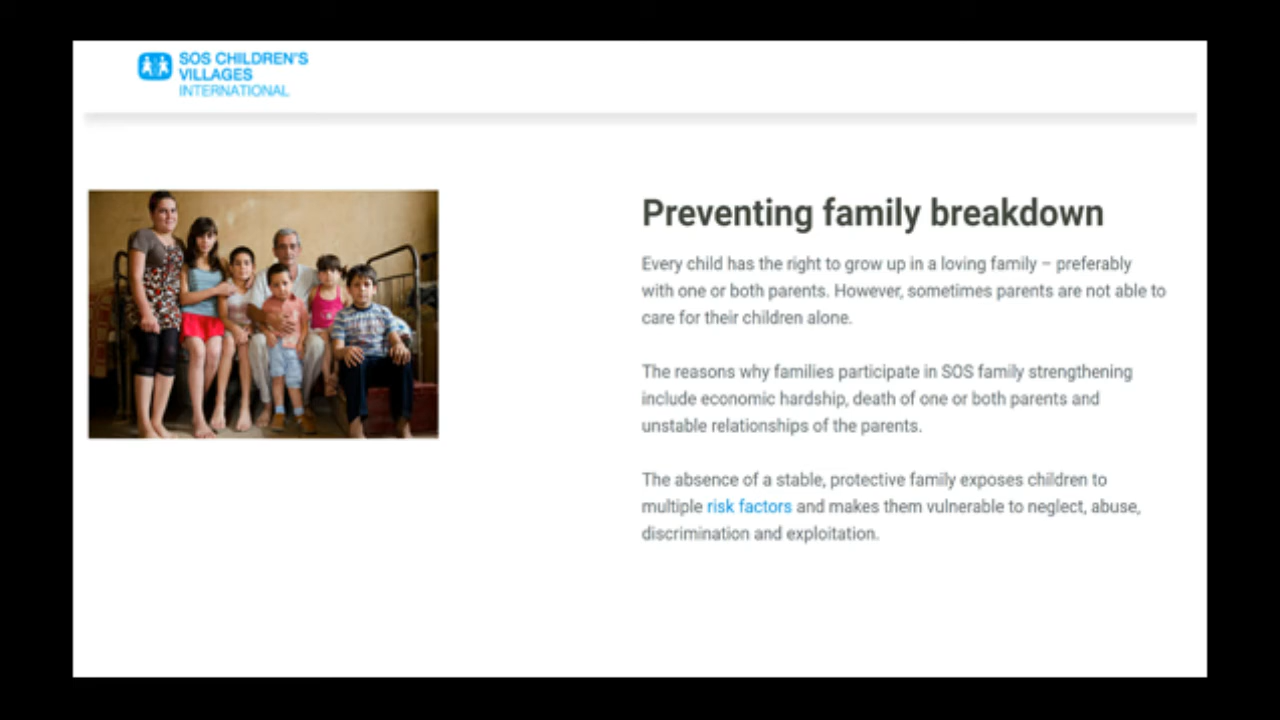 SOS CHILDREN'S
VILLAGES
INTERNATIONAL
Preventing family breakdown
Every child has the right to grow up in a loving family – preferably
with one or both parents. However, sometimes parents are not able to
care for their children alone.
The reasons why families participate in SOS family strengthening
include economic hardship, death of one or both parents and
unstable relationships of the parents.
The absence of a stable, protective family exposes children to
multiple risk factors and makes them vulnerable to neglect, abuse,
discrimination and exploitation.